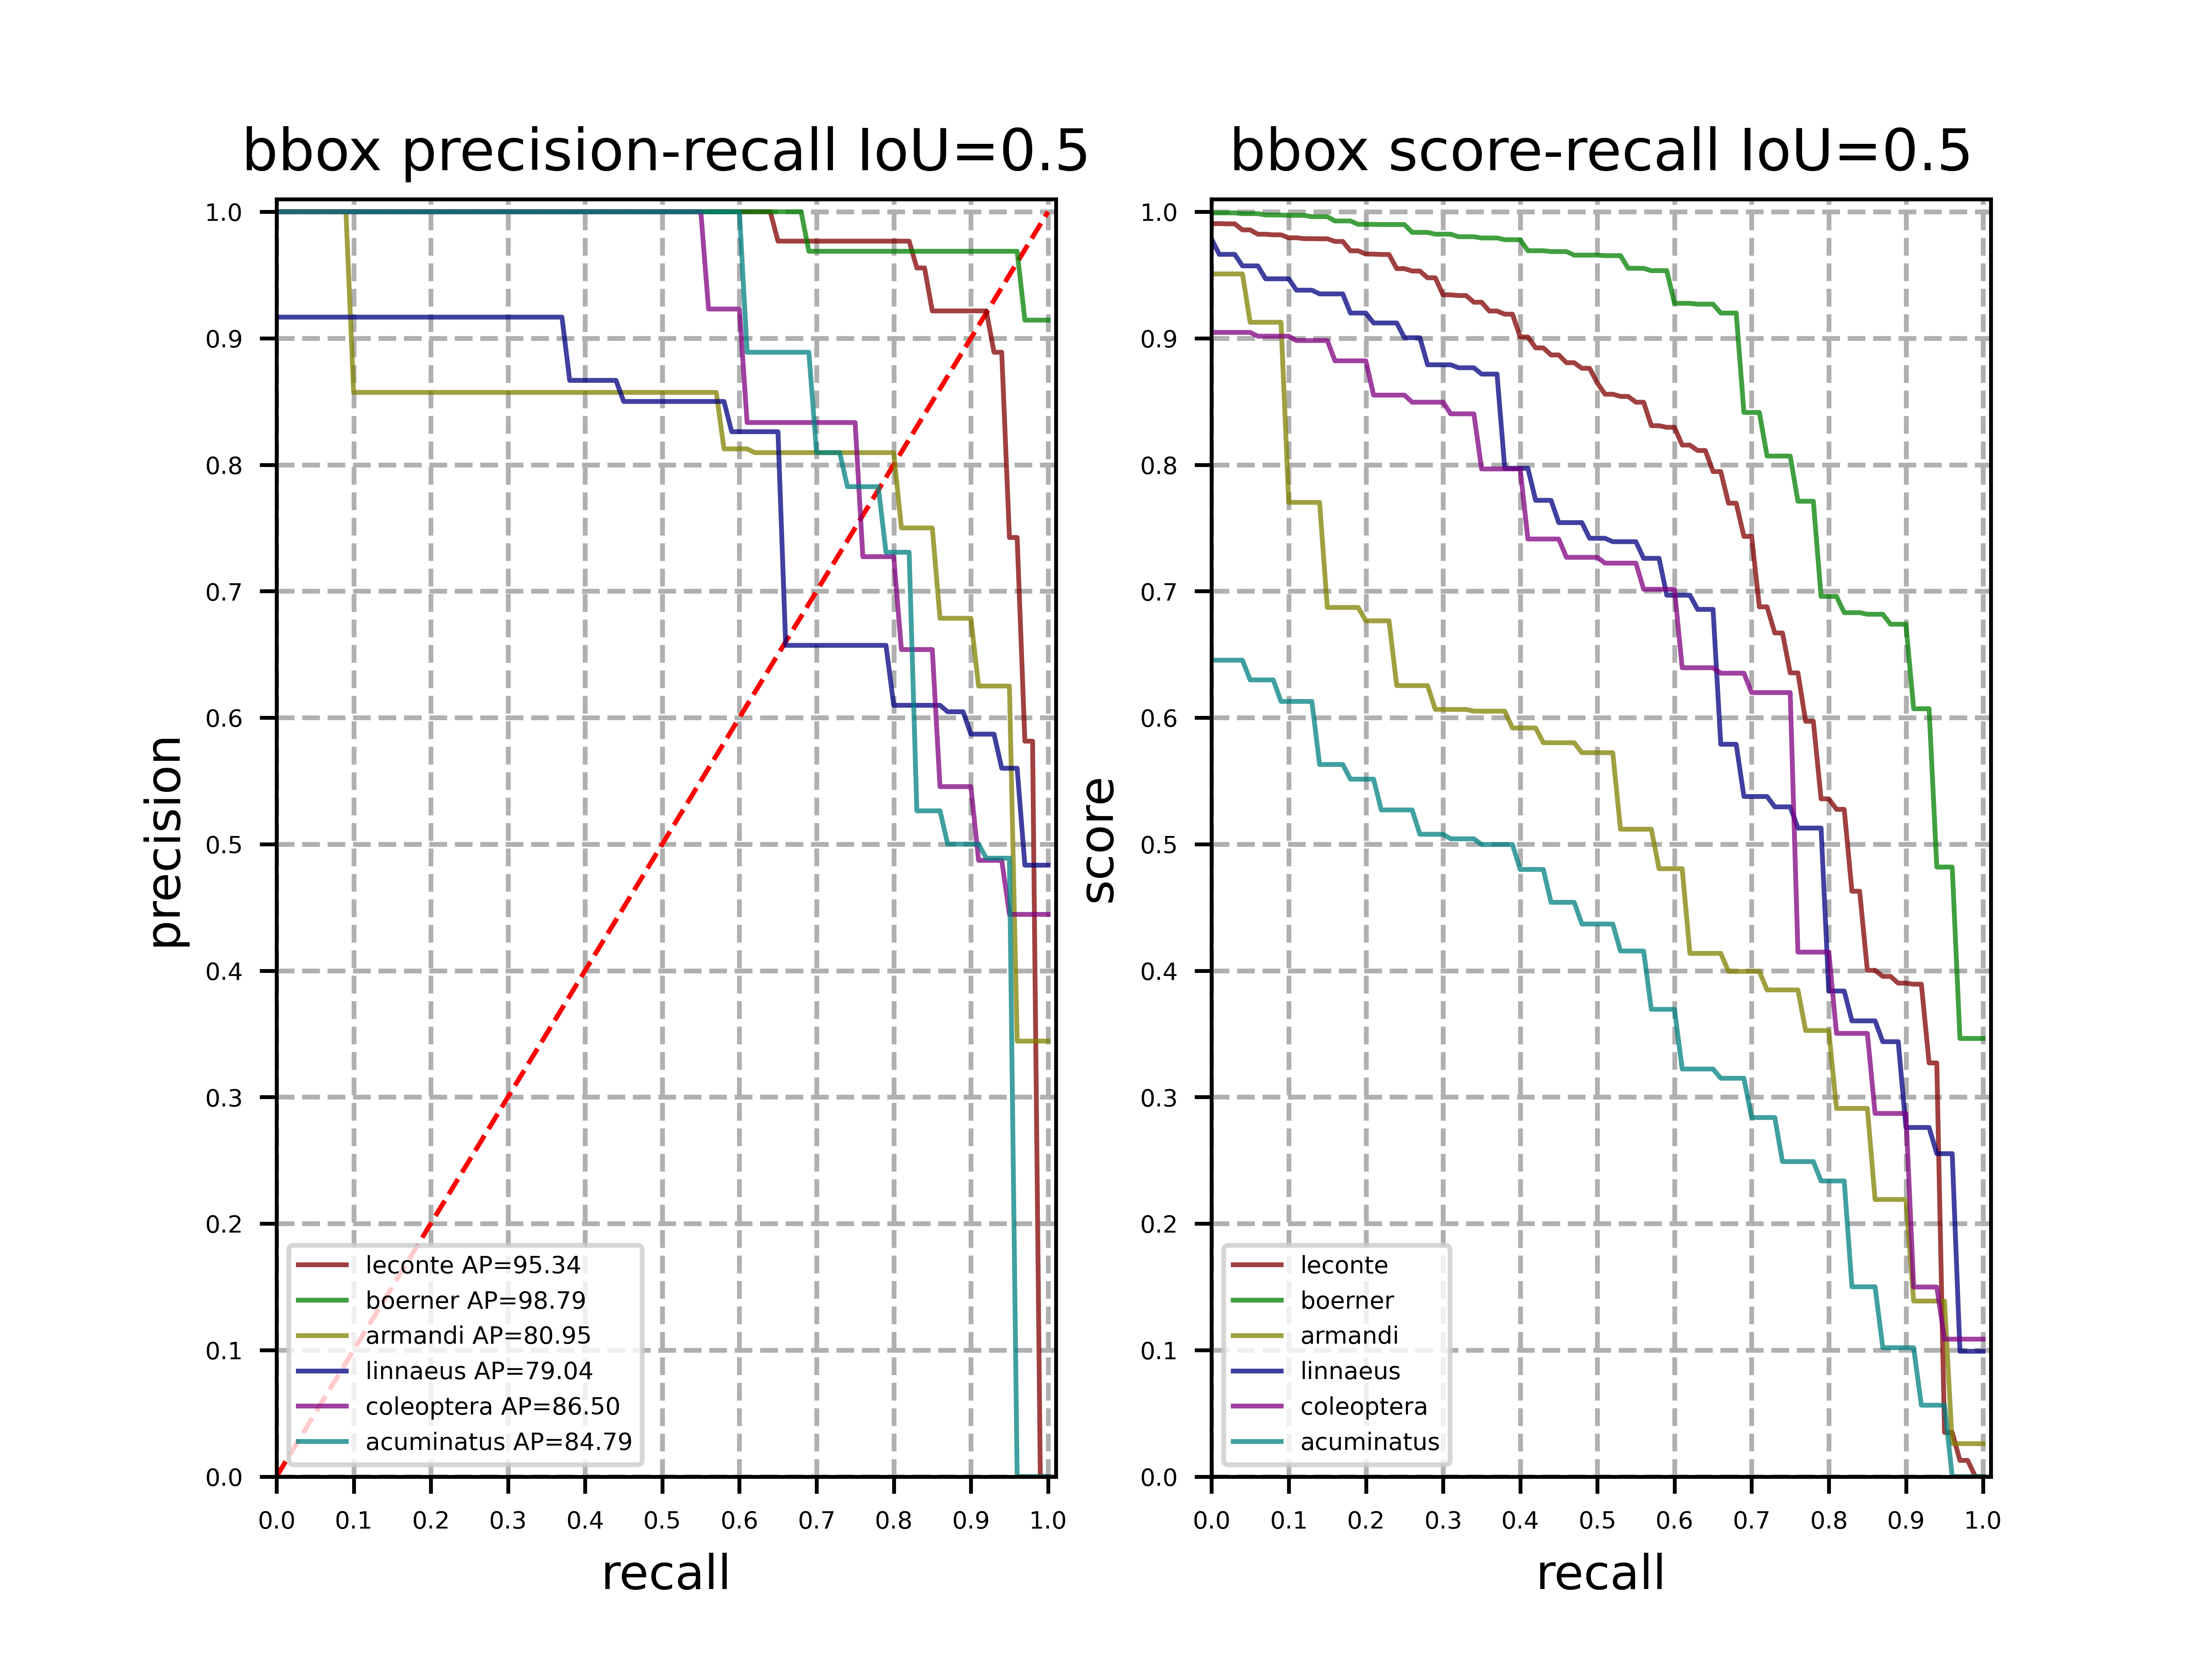 bbox precision-recall IoU=0.5
precision
1.0
0.9
0.8
0.7
0.6
0.5
0.4
0.3
0.2
0.1
0.0
leconte AP=95.34
boerner AP=98.79
armandi AP=80.95
linnaeus AP=79.04
coleoptera AP=86.50
acuminatus AP=84.79
0.0 0.1 0.2 0.3 0.4 0.5 0.6 0.7 0.8 0.9 1.0
recall
bbox score-recall IoU=0.5
score
1.0
0.9
0.8
0.7
0.6
0.5
0.4
0.3
0.2
0.1
0.0
leconte
boerner
armandi
linnaeus
coleoptera
acuminatus
0.0 0.1 0.2 0.3 0.4 0.5 0.6 0.7 0.8 0.9 1.0
recall